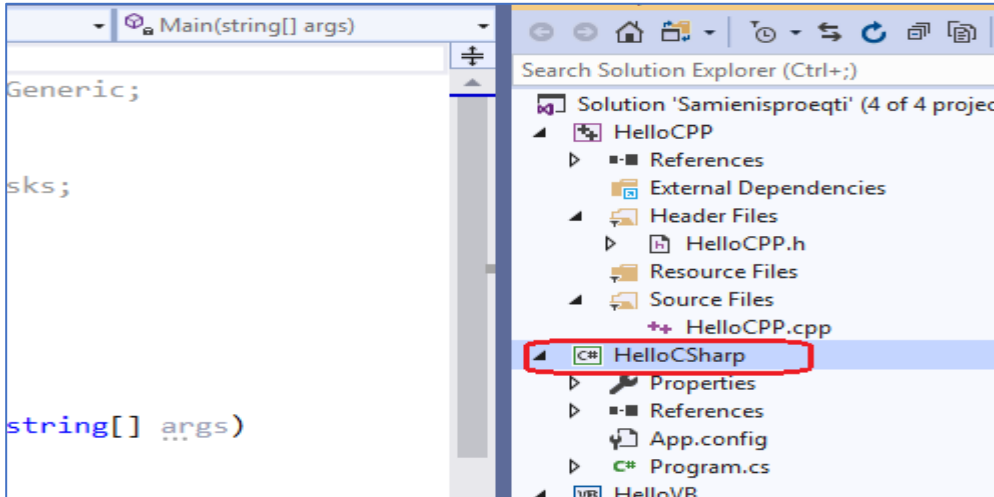 Main(string[] args)
Generic;
sks;
string[] args)
Search Solution Explorer (Ctrl+;)
Solution 'Samienisproeqti' (4 of 4 projec
HelloCPP
References
External Dependencies
Header Files
h HelloCPP.h
Resource Files
Source Files
++ HelloCPP.cpp
C# HelloCSharp
Properties
References
App.config
C# Program.cs
VB HelloVB